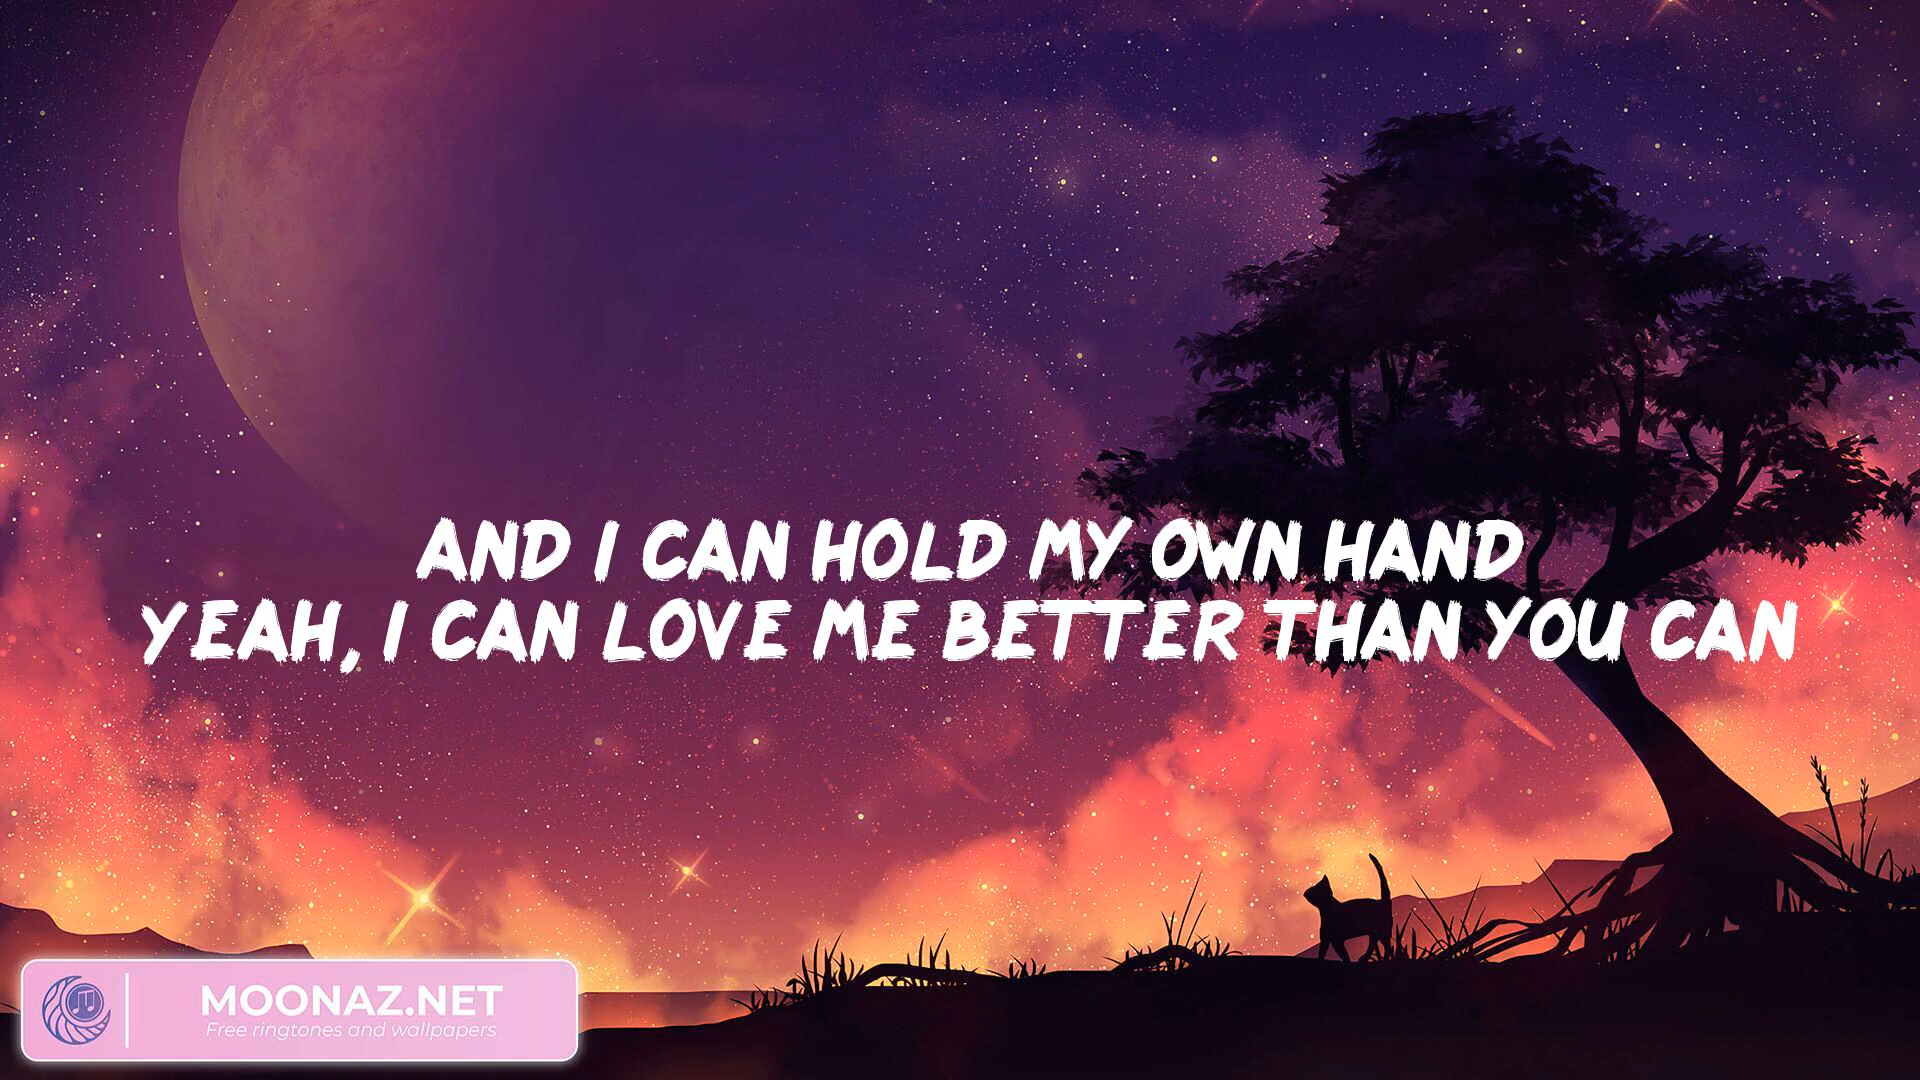 AND I CAN HOLD MY OWN HAND
YEAH, I CAN LOVE ME BETTER THAN YOU CAN
MOONAZ.NET
Free ringtones and wallpapers